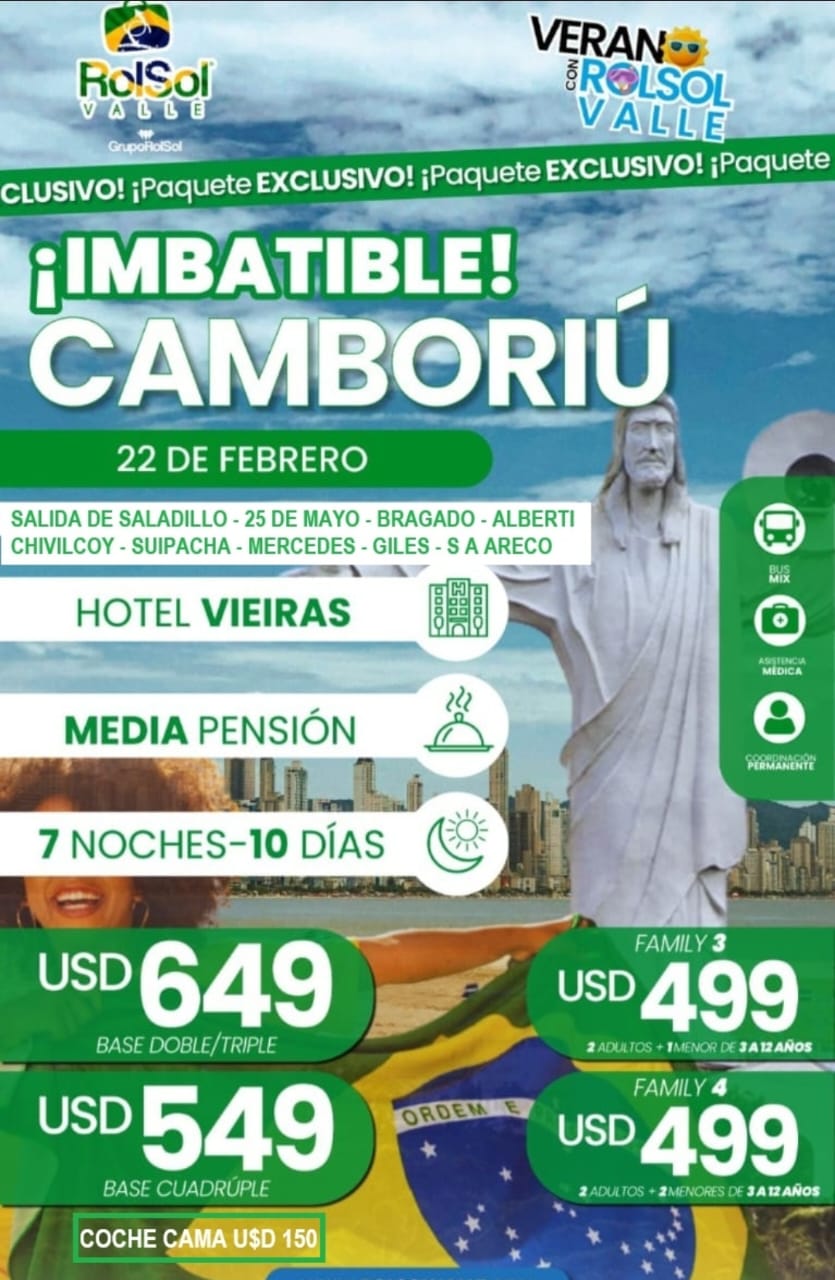 RolSol
VALLE
GrupoRolSol
VERANO
CON
ROLSOL
VALLE
CLUSIVO! ¡Paquete EXCLUSIVO! ¡Paquete EXCLUSIVO! ¡Paquete
¡IMBATIBLE!
CAMBORIÚ
22 DE FEBRERO
SALIDA DE SALADILLO - 25 DE MAYO - BRAGADO - ALBERTI
CHIVILCOY - SUIPACHA - MERCEDES - GILES - S A ARECO
HOTEL VIEIRAS
MEDIA PENSIÓN
7 NOCHES-10 DÍAS
BUS
MIX
ASISTENCIA
MÉDICA
COORDINACIÓN
PERMANENTE
USD 649
BASE DOBLE/TRIPLE
FAMILY 3
USD 499
2 ADULTOS + 1 MENOR DE 3 A 12 AÑOS
USD 549
BASE CUADRÚPLE
FAMILY 4
USD 499
2 ADULTOS + 2 MENORES DE 3 A 12 AÑOS
ORDEM E
COCHE CAMA U$D 150